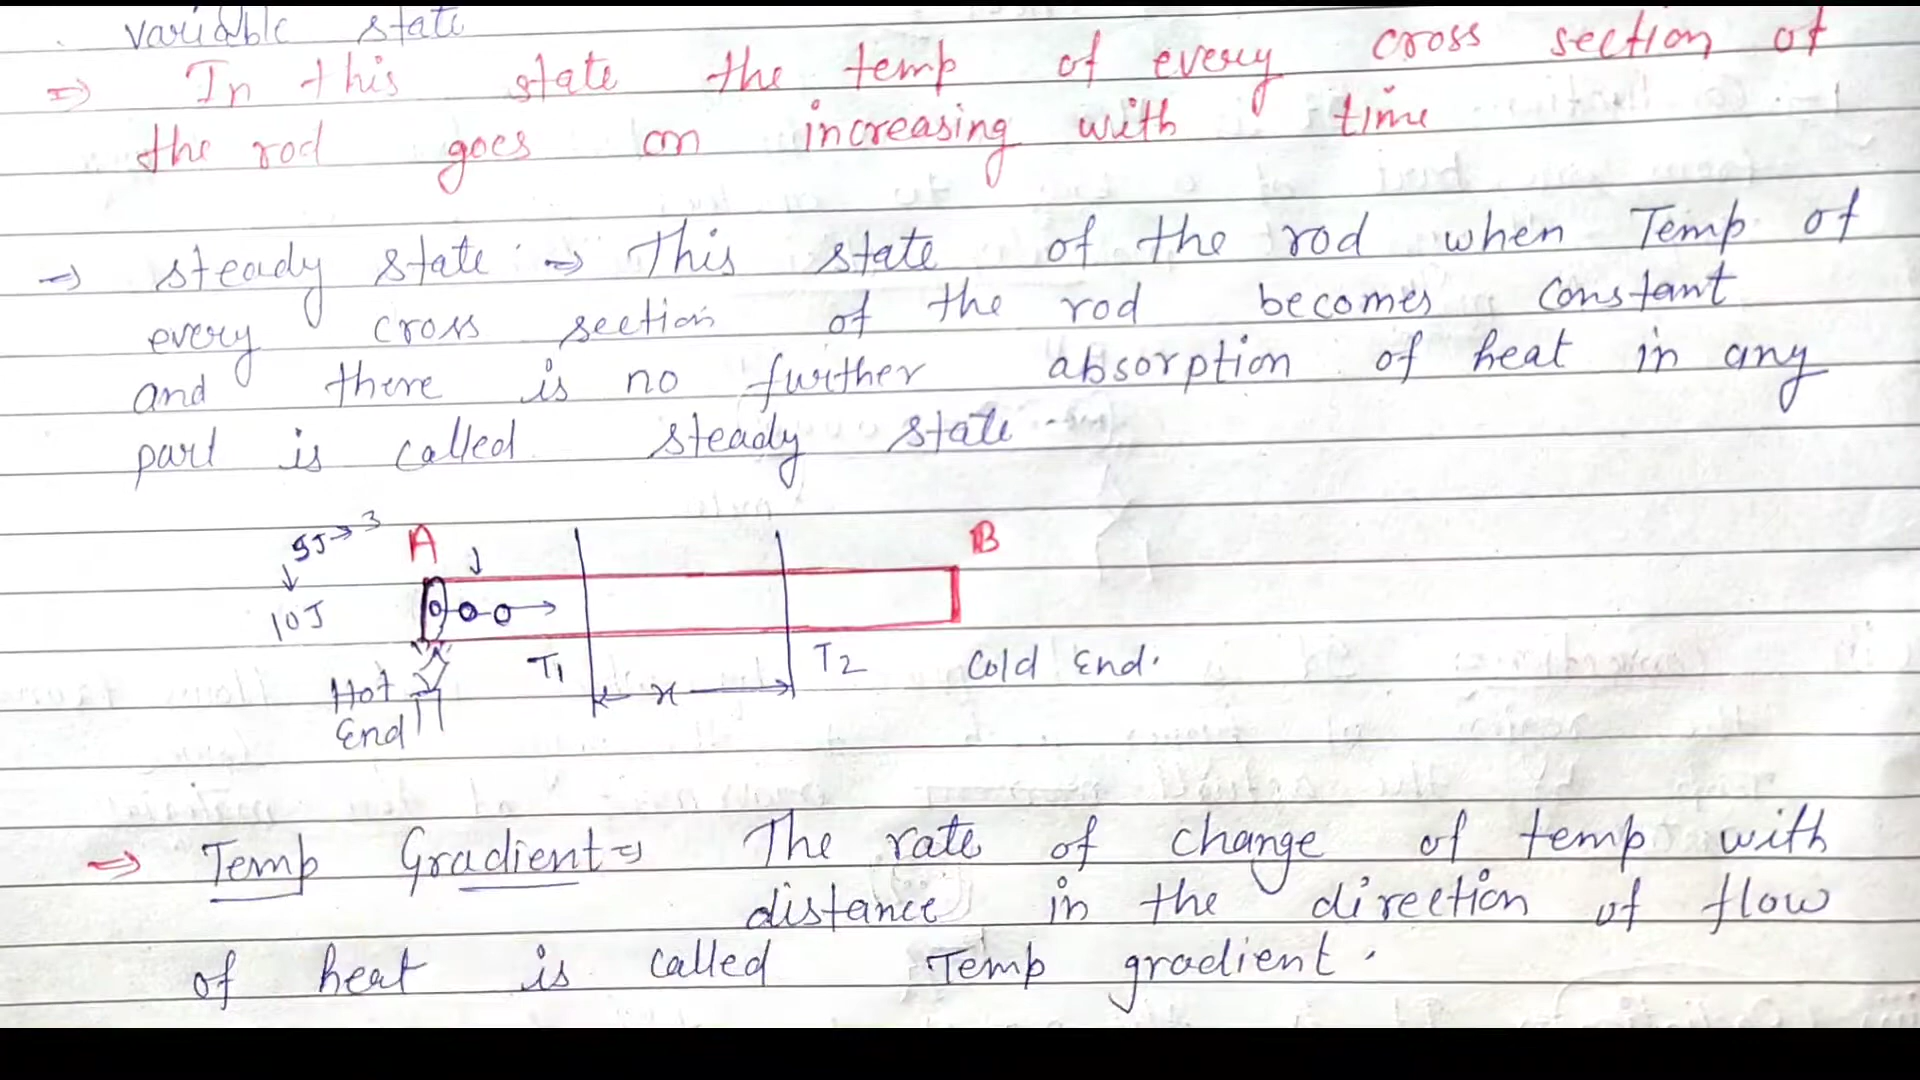 variable state
⇒ In this state the temp of every cross section of
the rod goes on increasing with time
→ steady state :→ This state of the rod when Temp of
every cross section of the rod becomes constant
and there is no further absorption of heat in any
part is called steady state
5J → 3
A
B
10J
T1
x
T2
Cold End.
Hot
End
⇒ Temp Gradient ⇒ The rate of change of temp with
distance in the direction of flow
of heat is called Temp gradient.